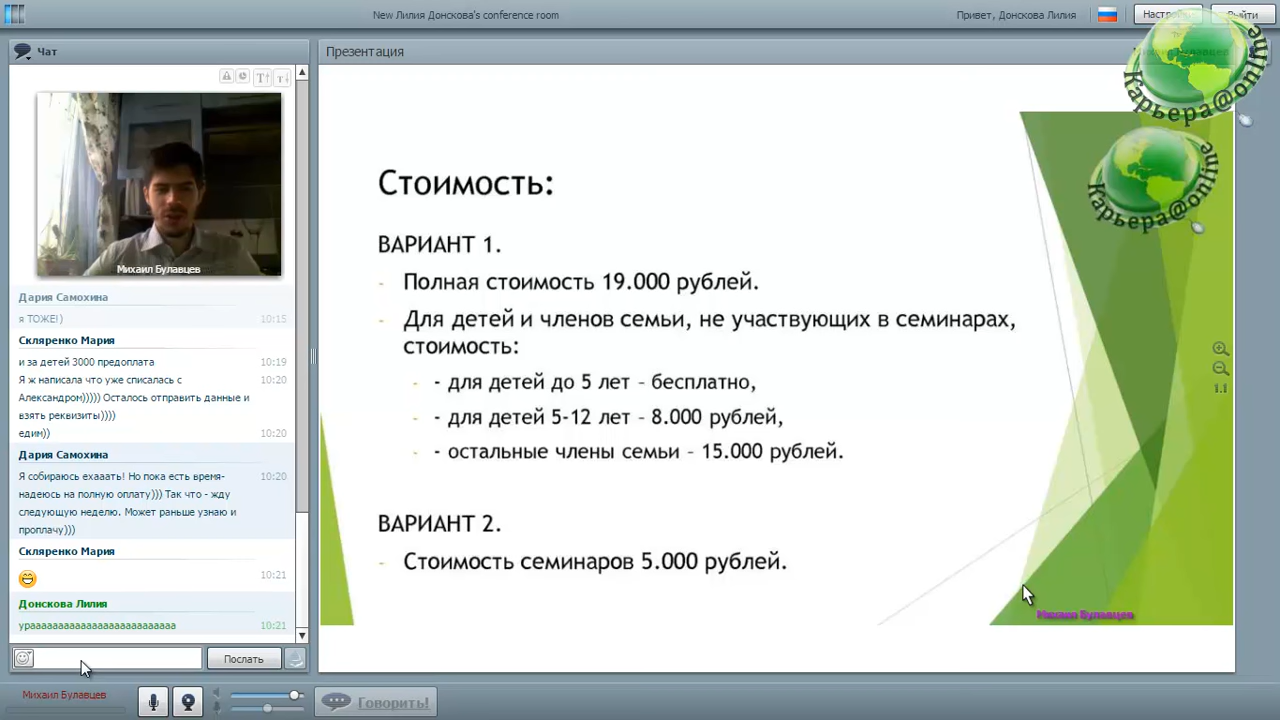 New Лилия Донскова's conference room
Привет, Донскова Лилия
Выйти
Чат
Михаил Булавцев
Дария Самохина
я ТОЖЕ!)
10:15
Скляренко Мария
и за детей 3000 предоплата
10:19
Я ж написала что уже списалась с
10:20
Александром))))) Осталось отправить данные и
взять реквизиты))))
едим))
10:20
Дария Самохина
Я собираюсь ехааать! Но пока есть время-
10:20
надеюсь на полную оплату))) Так что - жду
следующую неделю. Может раньше узнаю и
проплачу)))
Скляренко Мария
10:21
Донскова Лилия
урааааааааааааааааааааааааааа
10:21
Послать
Михаил Булавцев
Говорить!
Презентация
Карьера@online
Карьера@online
Стоимость:
ВАРИАНТ 1.
- Полная стоимость 19.000 рублей.
- Для детей и членов семьи, не участвующих в семинарах,
стоимость:
- - для детей до 5 лет – бесплатно,
- - для детей 5-12 лет – 8.000 рублей,
- - остальные члены семьи – 15.000 рублей.
ВАРИАНТ 2.
- Стоимость семинаров 5.000 рублей.
Михаил Булавцев
1:1